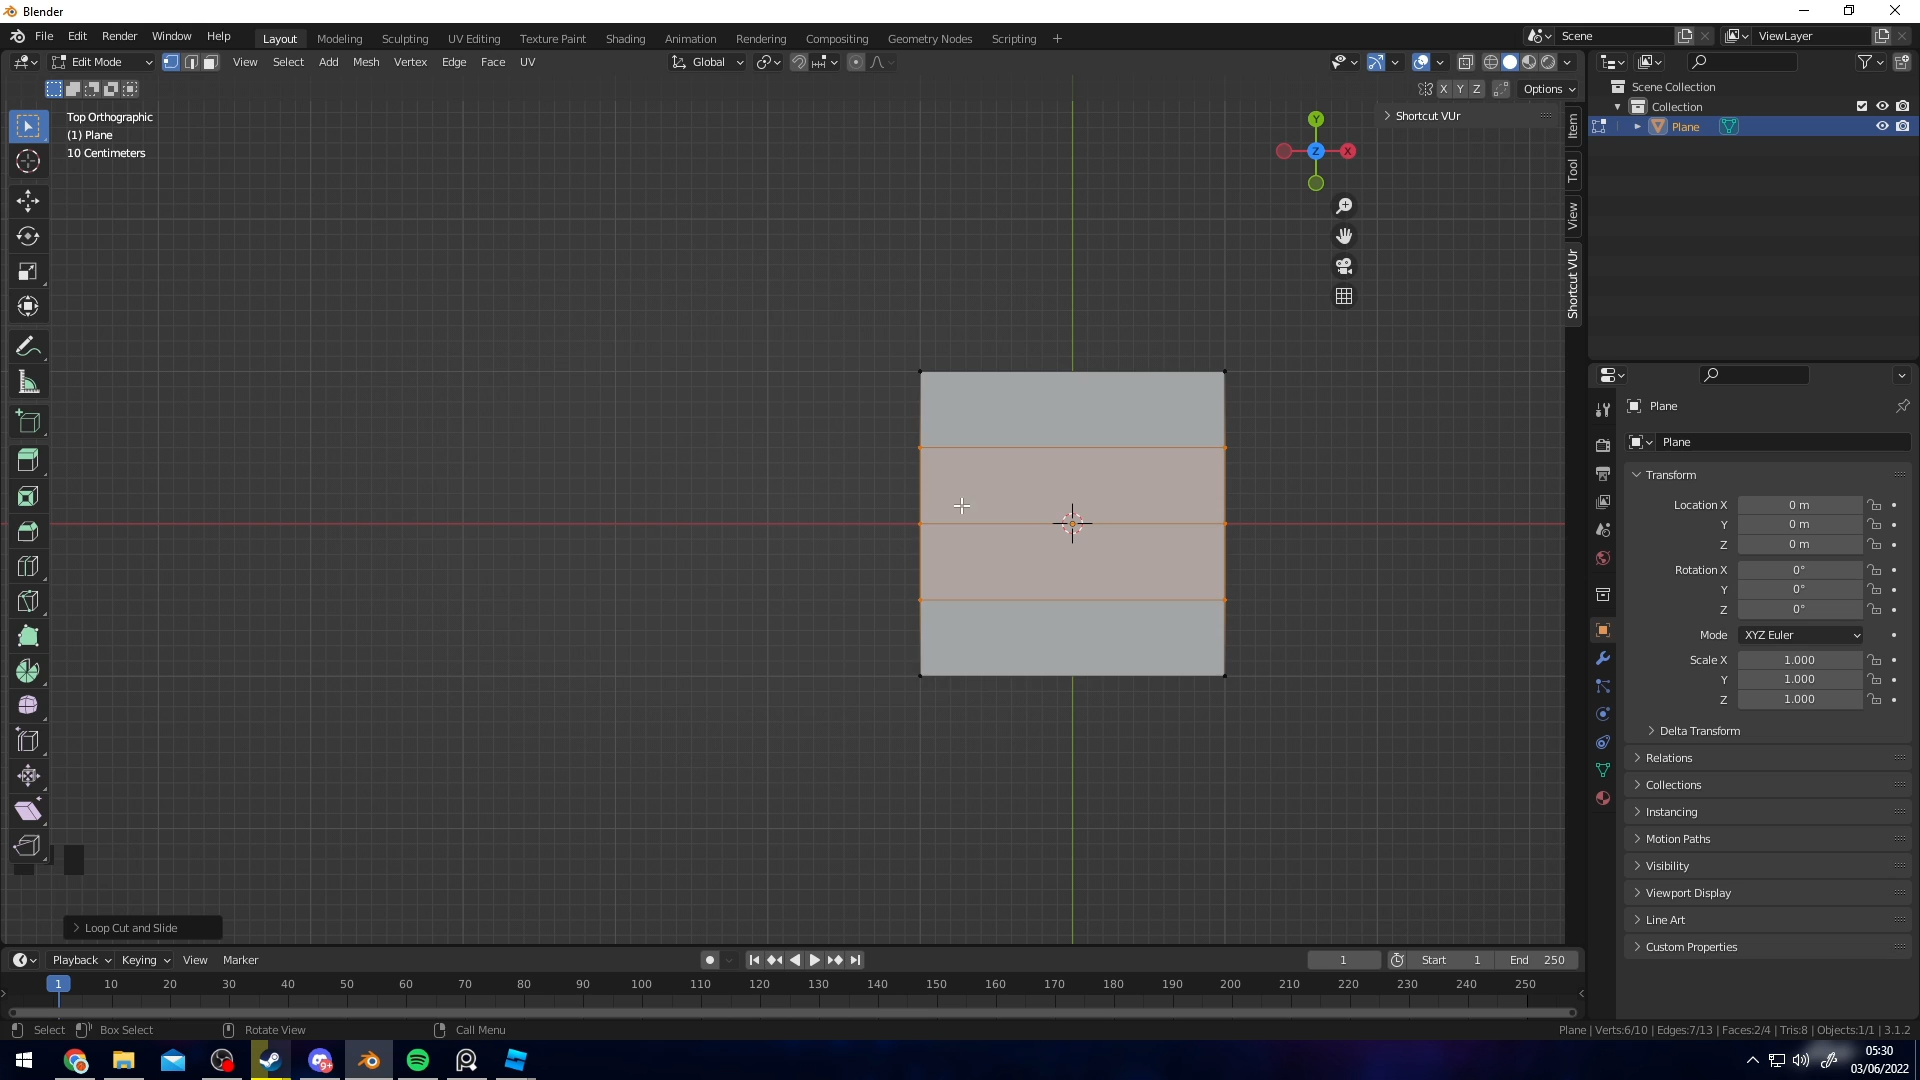 Blender
File Edit Render Window Help Layout Modeling Sculpting UV Editing Texture Paint Shading Animation Rendering Compositing Geometry Nodes Scripting + Scene ViewLayer
Edit Mode View Select Add Mesh Vertex Edge Face UV Global
X Y Z Options
Top Orthographic
(1) Plane
10 Centimeters
Shortcut VUr
Y
Z X
Item
Tool
View
Shortcut VUr
Scene Collection
Collection
Plane
Plane
Plane
Transform
Location X 0 m
Y 0 m
Z 0 m
Rotation X 0°
Y 0°
Z 0°
Mode XYZ Euler
Scale X 1.000
Y 1.000
Z 1.000
Delta Transform
Relations
Collections
Instancing
Motion Paths
Visibility
Viewport Display
Line Art
Custom Properties
Loop Cut and Slide
Playback Keying View Marker 1 Start 1 End 250
1 10 20 30 40 50 60 70 80 90 100 110 120 130 140 150 160 170 180 190 200 210 220 230 240 250
Select Box Select Rotate View Call Menu Plane | Verts:6/10 | Edges:7/13 | Faces:2/4 | Tris:8 | Objects:1/1 | 3.1.2
9+
05:30
03/06/2022